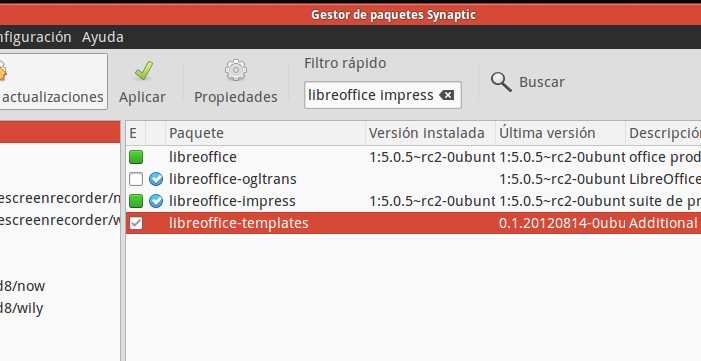 Gestor de paquetes Synaptic
nfiguración Ayuda
actualizaciones Aplicar Propiedades Filtro rápido Buscar
libreoffice impress
E Paquete Versión instalada Última versión Descripción
libreoffice 1:5.0.5~rc2-0ubunt 1:5.0.5~rc2-0ubunt office prod
libreoffice-ogltrans 1:5.0.5~rc2-0ubunt LibreOffice
escreenrecorder/n libreoffice-impress 1:5.0.5~rc2-0ubunt 1:5.0.5~rc2-0ubunt suite de pr
escreenrecorder/w libreoffice-templates 0.1.20120814-0ubu Additional
d8/now
d8/wily